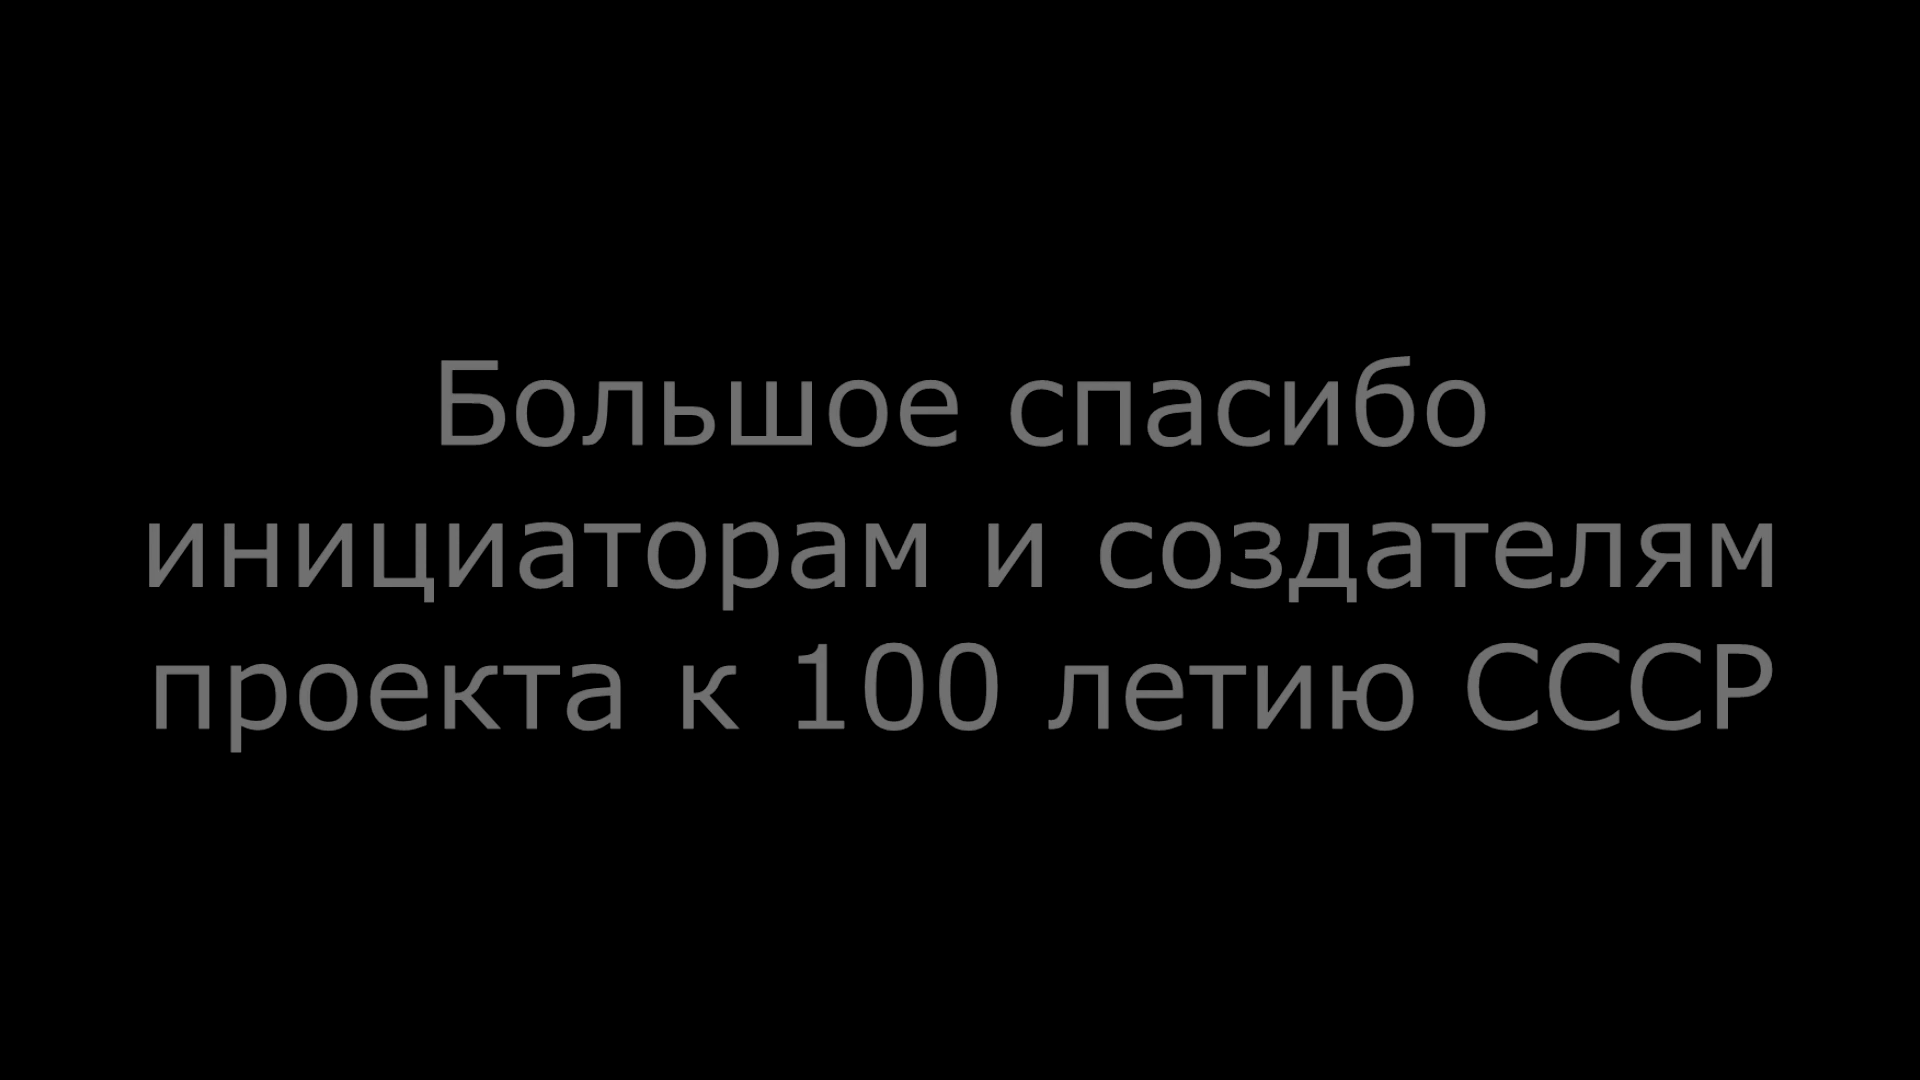 Большое спасибо
инициаторам и создателям
проекта к 100 летию СССР